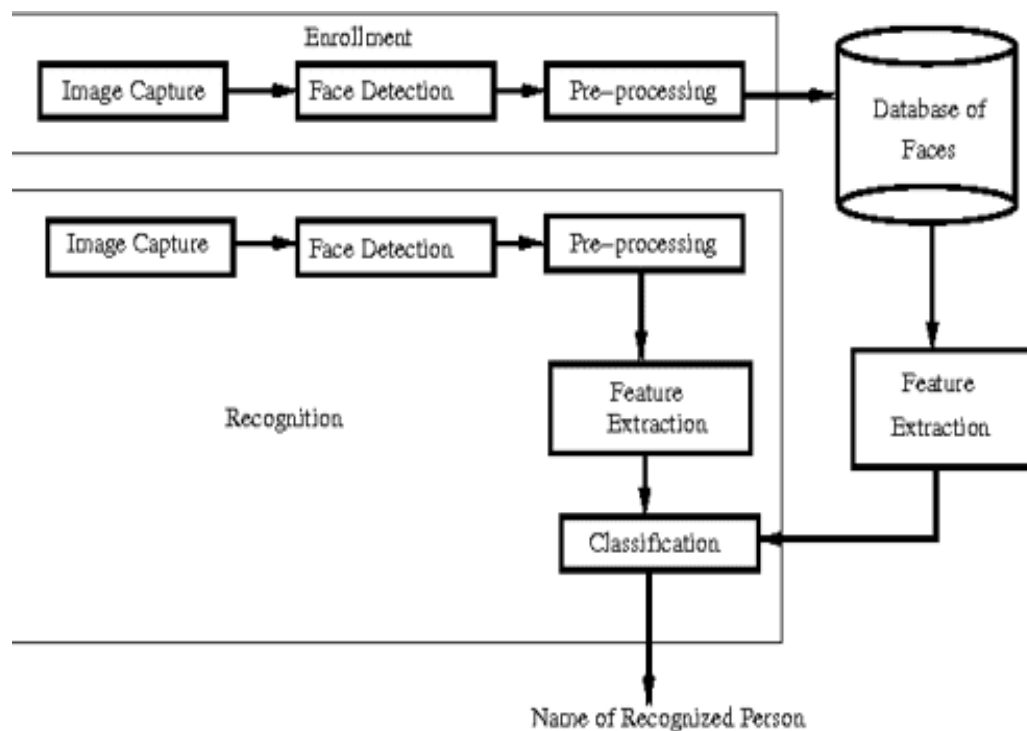 Enrollment
Image Capture
Face Detection
Pre-processing
Database of
Faces
Image Capture
Face Detection
Pre-processing
Feature
Extraction
Feature
Extraction
Recognition
Classification
Name of Recognized Person